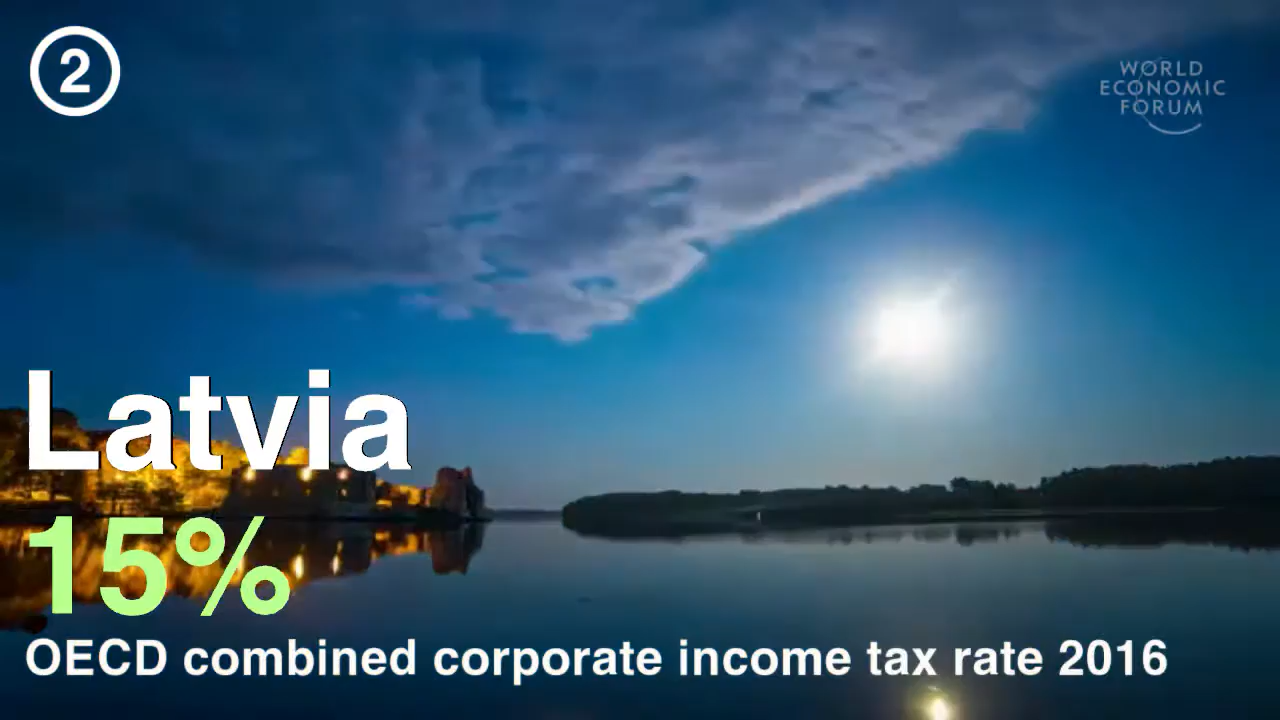 2
WORLD
ECONOMIC
FORUM
Latvia
15%
OECD combined corporate income tax rate 2016